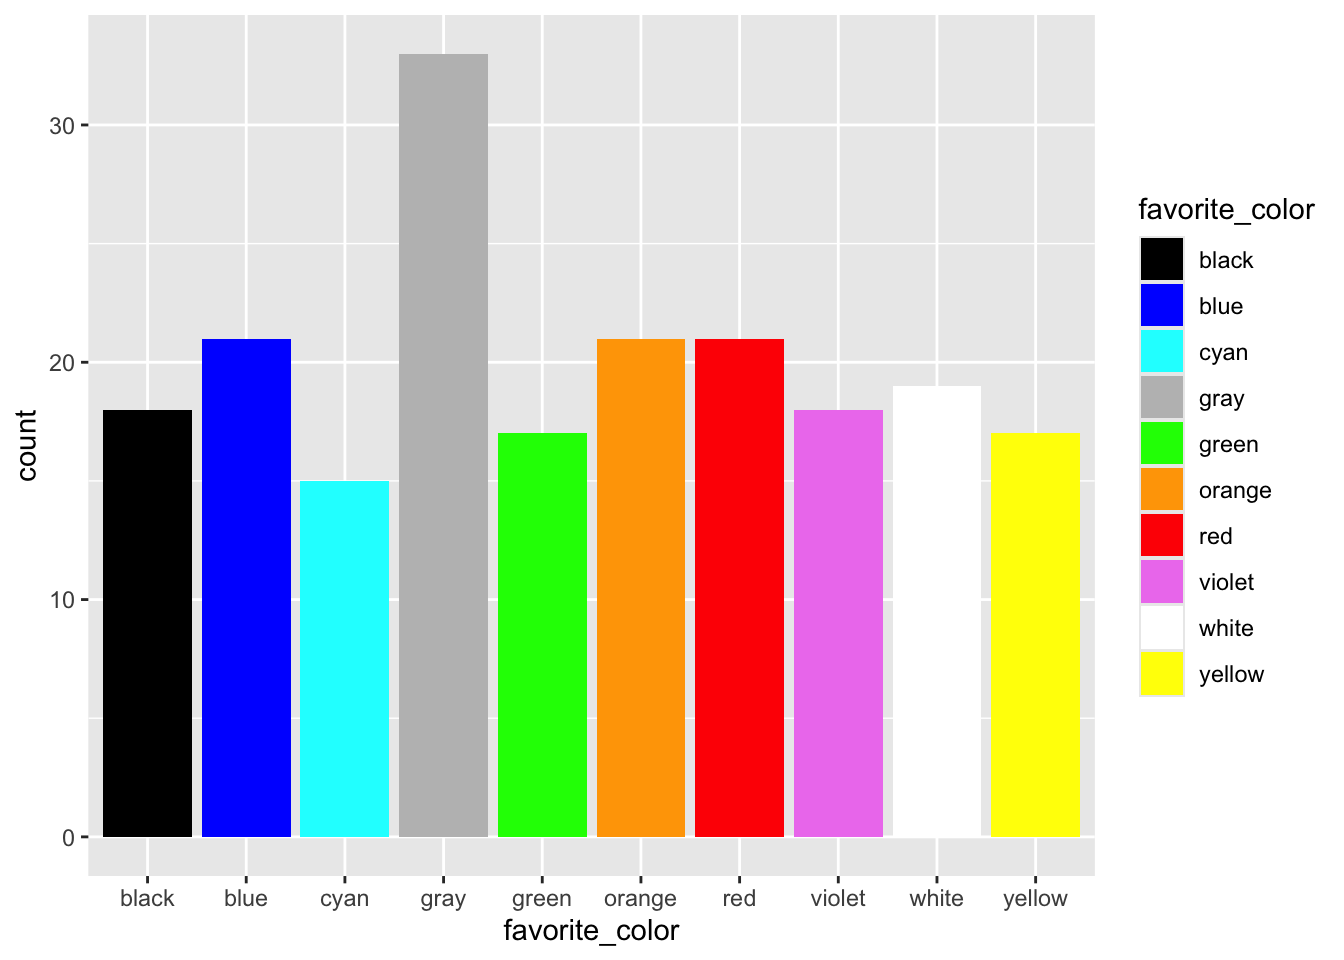 30
20
10
0
count
black
blue
cyan
gray
green
orange
red
violet
white
yellow
favorite_color
favorite_color
black
blue
cyan
gray
green
orange
red
violet
white
yellow